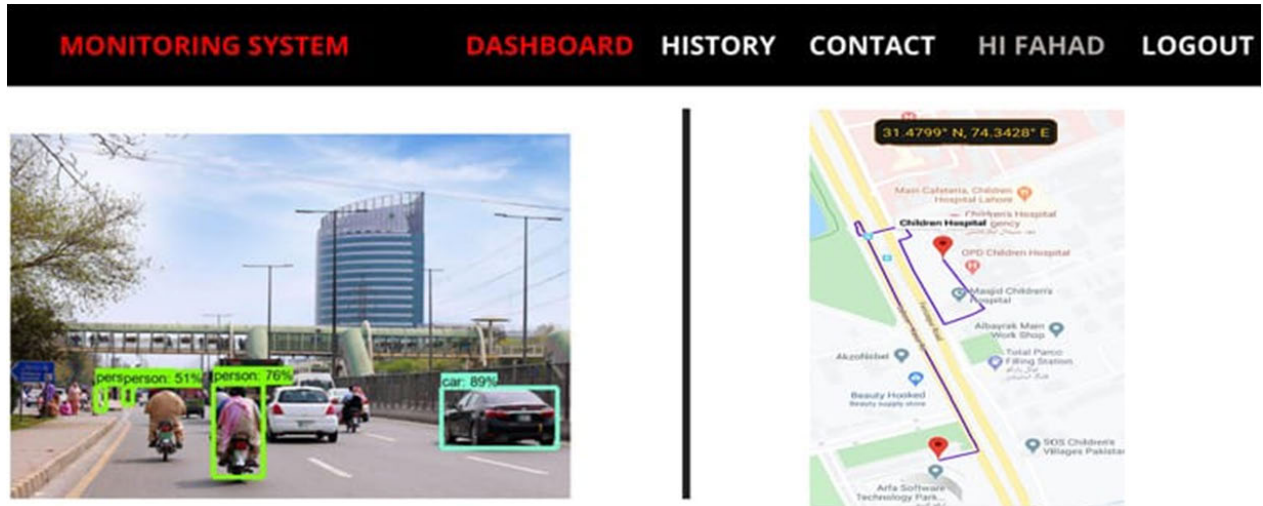 MONITORING SYSTEM
DASHBOARD
HISTORY
CONTACT
HI FAHAD
LOGOUT
person: 51%
person: 76%
car: 89%
31.4799° N, 74.3428° E
Main Cafeteria, Children
Hospital Lahore
Children's Hospital
Children Hospital
gency
OPD Children Hospital
Masjid Children's
Hospital
Albayrak Main
Work Shop
AkzoNobel
Total Parco
Filling Station
Beauty Hooked
Beauty supply store
SOS Children's
Villages Pakistan
Arfa Software
Technology Park...